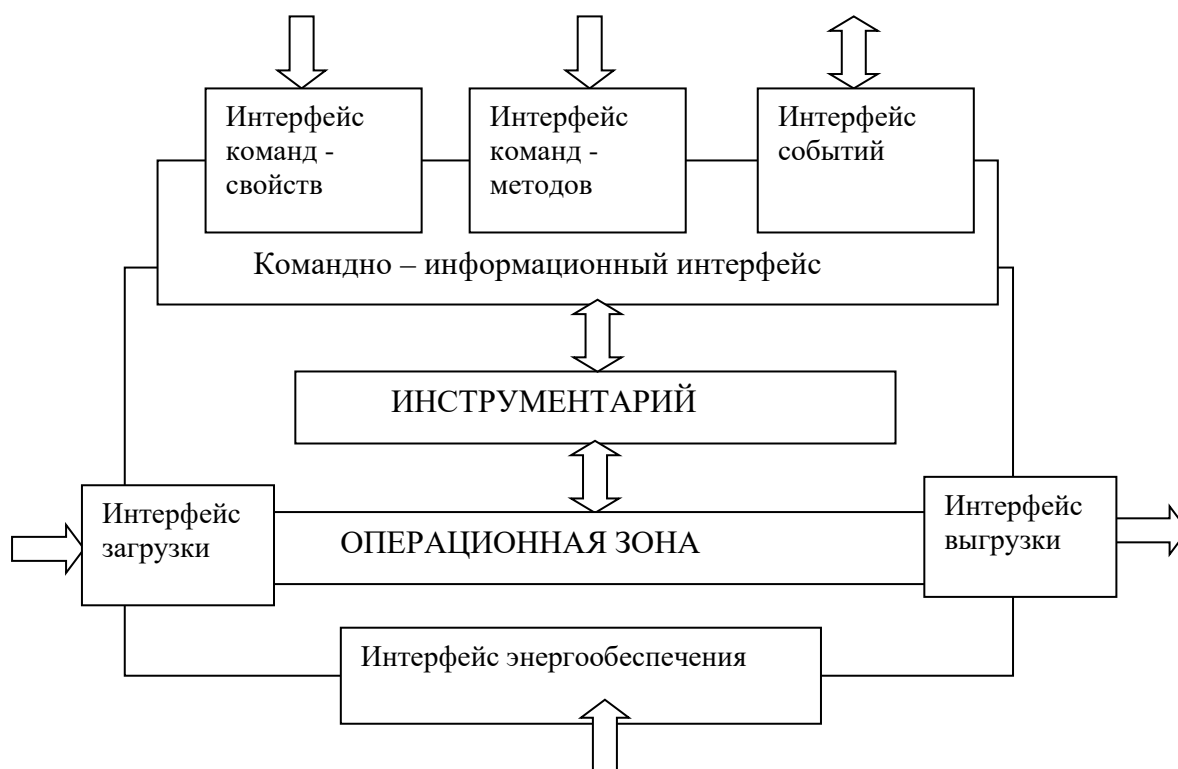 Интерфейс
команд -
свойств
Интерфейс
команд -
методов
Интерфейс
событий
Командно – информационный интерфейс
ИНСТРУМЕНТАРИЙ
Интерфейс
загрузки
ОПЕРАЦИОННАЯ ЗОНА
Интерфейс
выгрузки
Интерфейс энергообеспечения